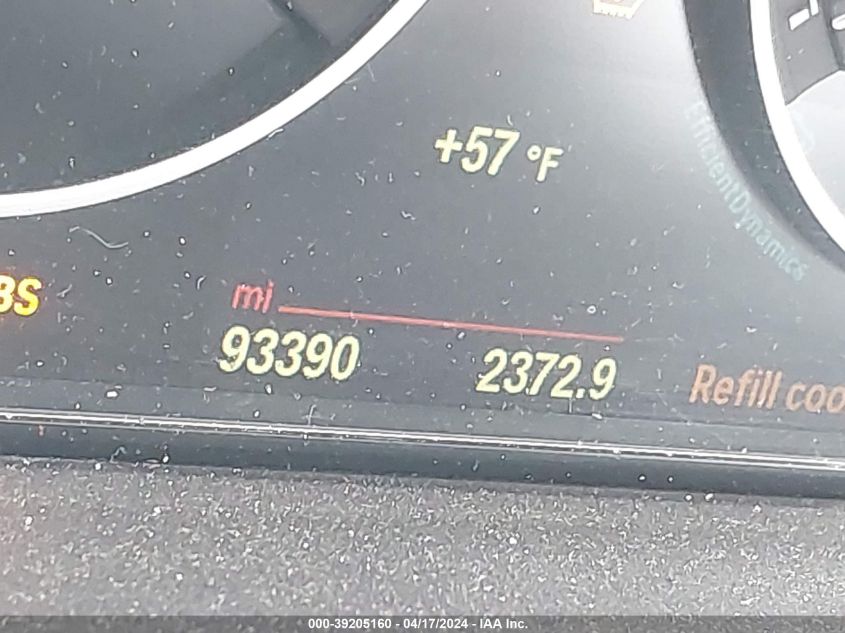 +57 °F
EfficientDynamics
BS
mi
93390 2372.9
Refill coo
000-39205160 - 04/17/2024 - IAA Inc.